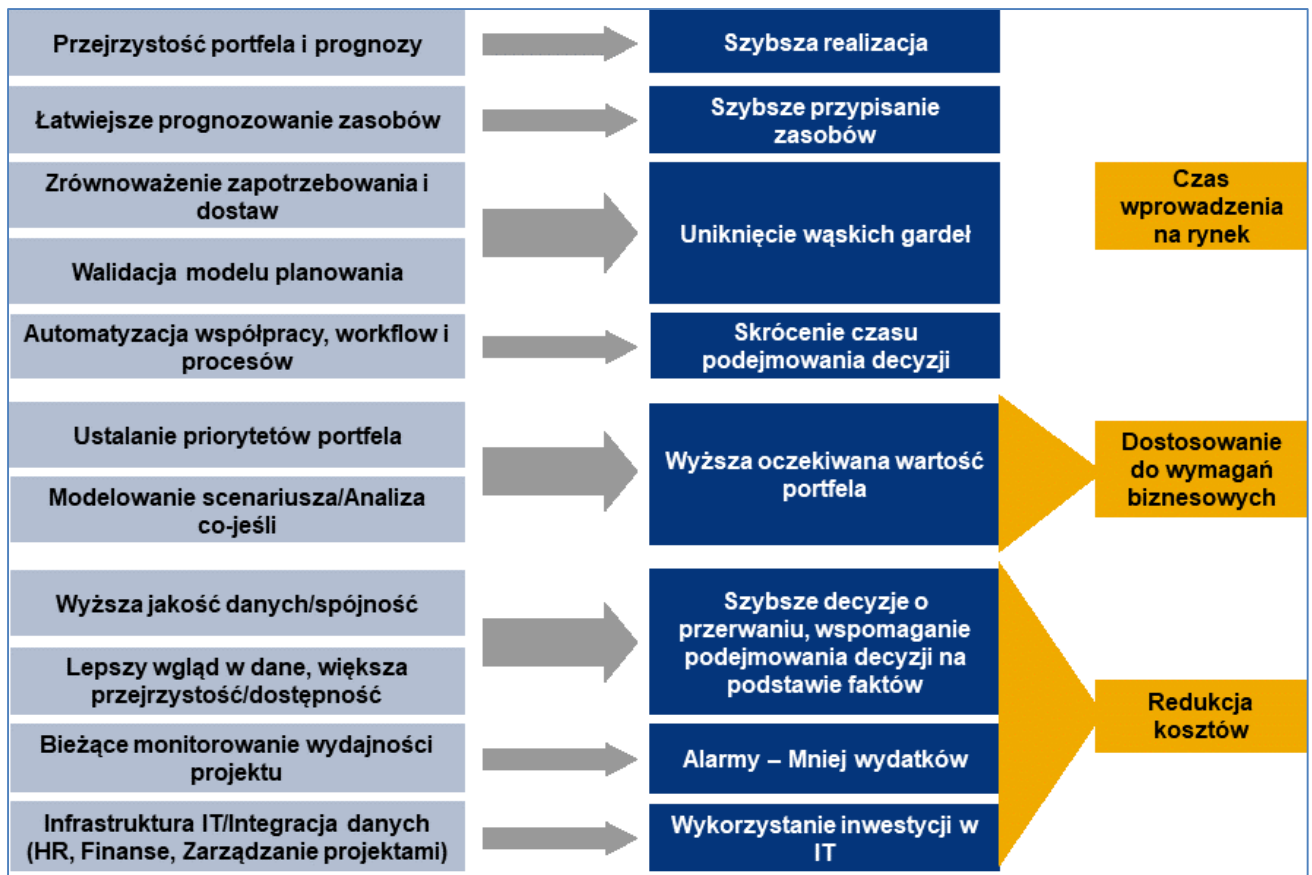 Przejrzystość portfela i prognozy
Szybsza realizacja
Łatwiejsze prognozowanie zasobów
Szybsze przypisanie
zasobów
Zrównoważenie zapotrzebowania i
dostaw
Walidacja modelu planowania
Uniknięcie wąskich gardeł
Czas
wprowadzenia
na rynek
Automatyzacja współpracy, workflow i
procesów
Skrócenie czasu
podejmowania decyzji
Ustalanie priorytetów portfela
Modelowanie scenariusza/Analiza
co-jeśli
Wyższa oczekiwana wartość
portfela
Dostosowanie
do wymagań
biznesowych
Wyższa jakość danych/spójność
Lepszy wgląd w dane, większa
przejrzystość/dostępność
Szybsze decyzje o
przerwaniu, wspomaganie
podejmowania decyzji na
podstawie faktów
Bieżące monitorowanie wydajności
projektu
Alarmy – Mniej wydatków
Redukcja
kosztów
Infrastruktura IT/Integracja danych
(HR, Finanse, Zarządzanie projektami)
Wykorzystanie inwestycji w
IT